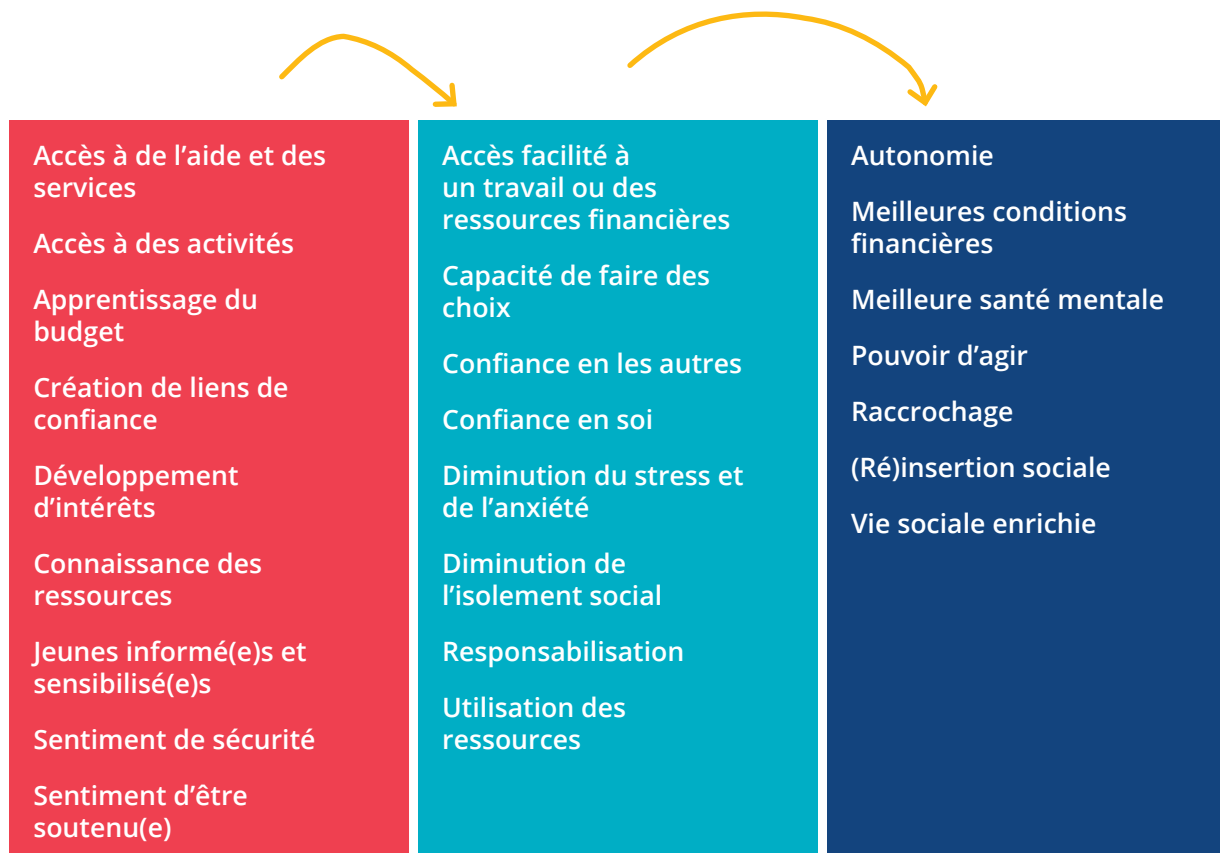 Accès à de l’aide et des
services
Accès à des activités
Apprentissage du
budget
Création de liens de
confiance
Développement
d’intérêts
Connaissance des
ressources
Jeunes informé(e)s et
sensibilisé(e)s
Sentiment de sécurité
Sentiment d’être
soutenu(e)
Accès facilité à
un travail ou des
ressources financières
Capacité de faire des
choix
Confiance en les autres
Confiance en soi
Diminution du stress et
de l’anxiété
Diminution de
l’isolement social
Responsabilisation
Utilisation des
ressources
Autonomie
Meilleures conditions
financières
Meilleure santé mentale
Pouvoir d’agir
Raccrochage
(Ré)insertion sociale
Vie sociale enrichie